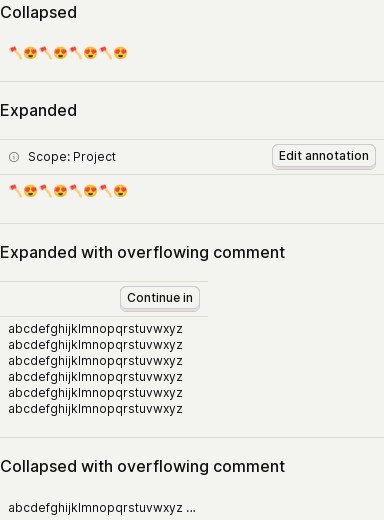 Collapsed
🪓😍🪓😍🪓😍🪓😍
Expanded
Scope: Project
Edit annotation
🪓😍🪓😍🪓😍🪓😍
Expanded with overflowing comment
Continue in
abcdefghijklmnopqrstuvwxyz
abcdefghijklmnopqrstuvwxyz
abcdefghijklmnopqrstuvwxyz
abcdefghijklmnopqrstuvwxyz
abcdefghijklmnopqrstuvwxyz
abcdefghijklmnopqrstuvwxyz
Collapsed with overflowing comment
abcdefghijklmnopqrstuvwxyz ...